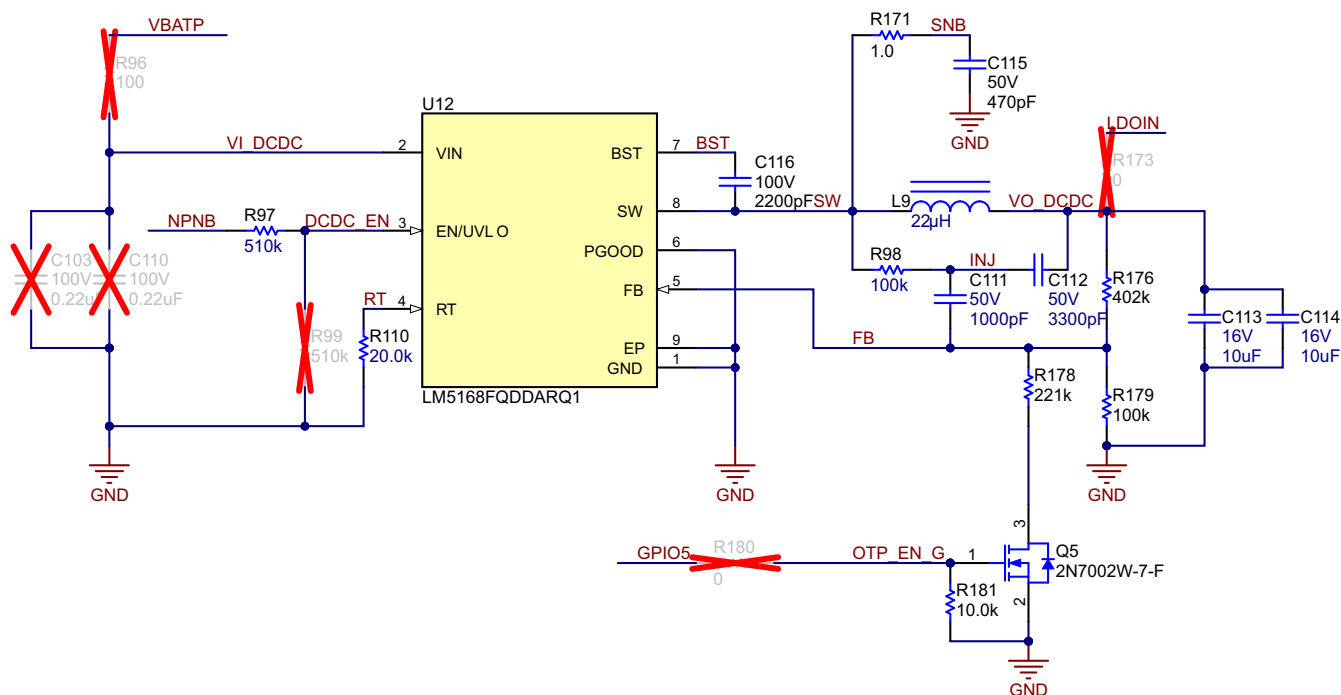 VBATP
R96
100
VI_DCDC
NPNB
R97
510k
DCDC_EN
C103
100V
0.22uF
C110
100V
0.22uF
R99
510k
RT
R110
20.0k
GND
U12
2
VIN
3
EN/UVLO
4
RT
BST
7
SW
8
PGOOD
6
FB
5
EP
9
GND
1
LM5168FQDDARQ1
BST
C116
100V
2200pF
SW
GND
R171
1.0
SNB
C115
50V
470pF
GND
L9
22µH
VO_DCDC
LDOIN
R173
0
R98
100k
INJ
C111
50V
1000pF
C112
50V
3300pF
FB
R176
402k
R178
221k
R179
100k
C113
16V
10uF
C114
16V
10uF
GND
GPIO5
R180
0
OTP_EN_G
1
3
2
Q5
2N7002W-7-F
R181
10.0k
GND